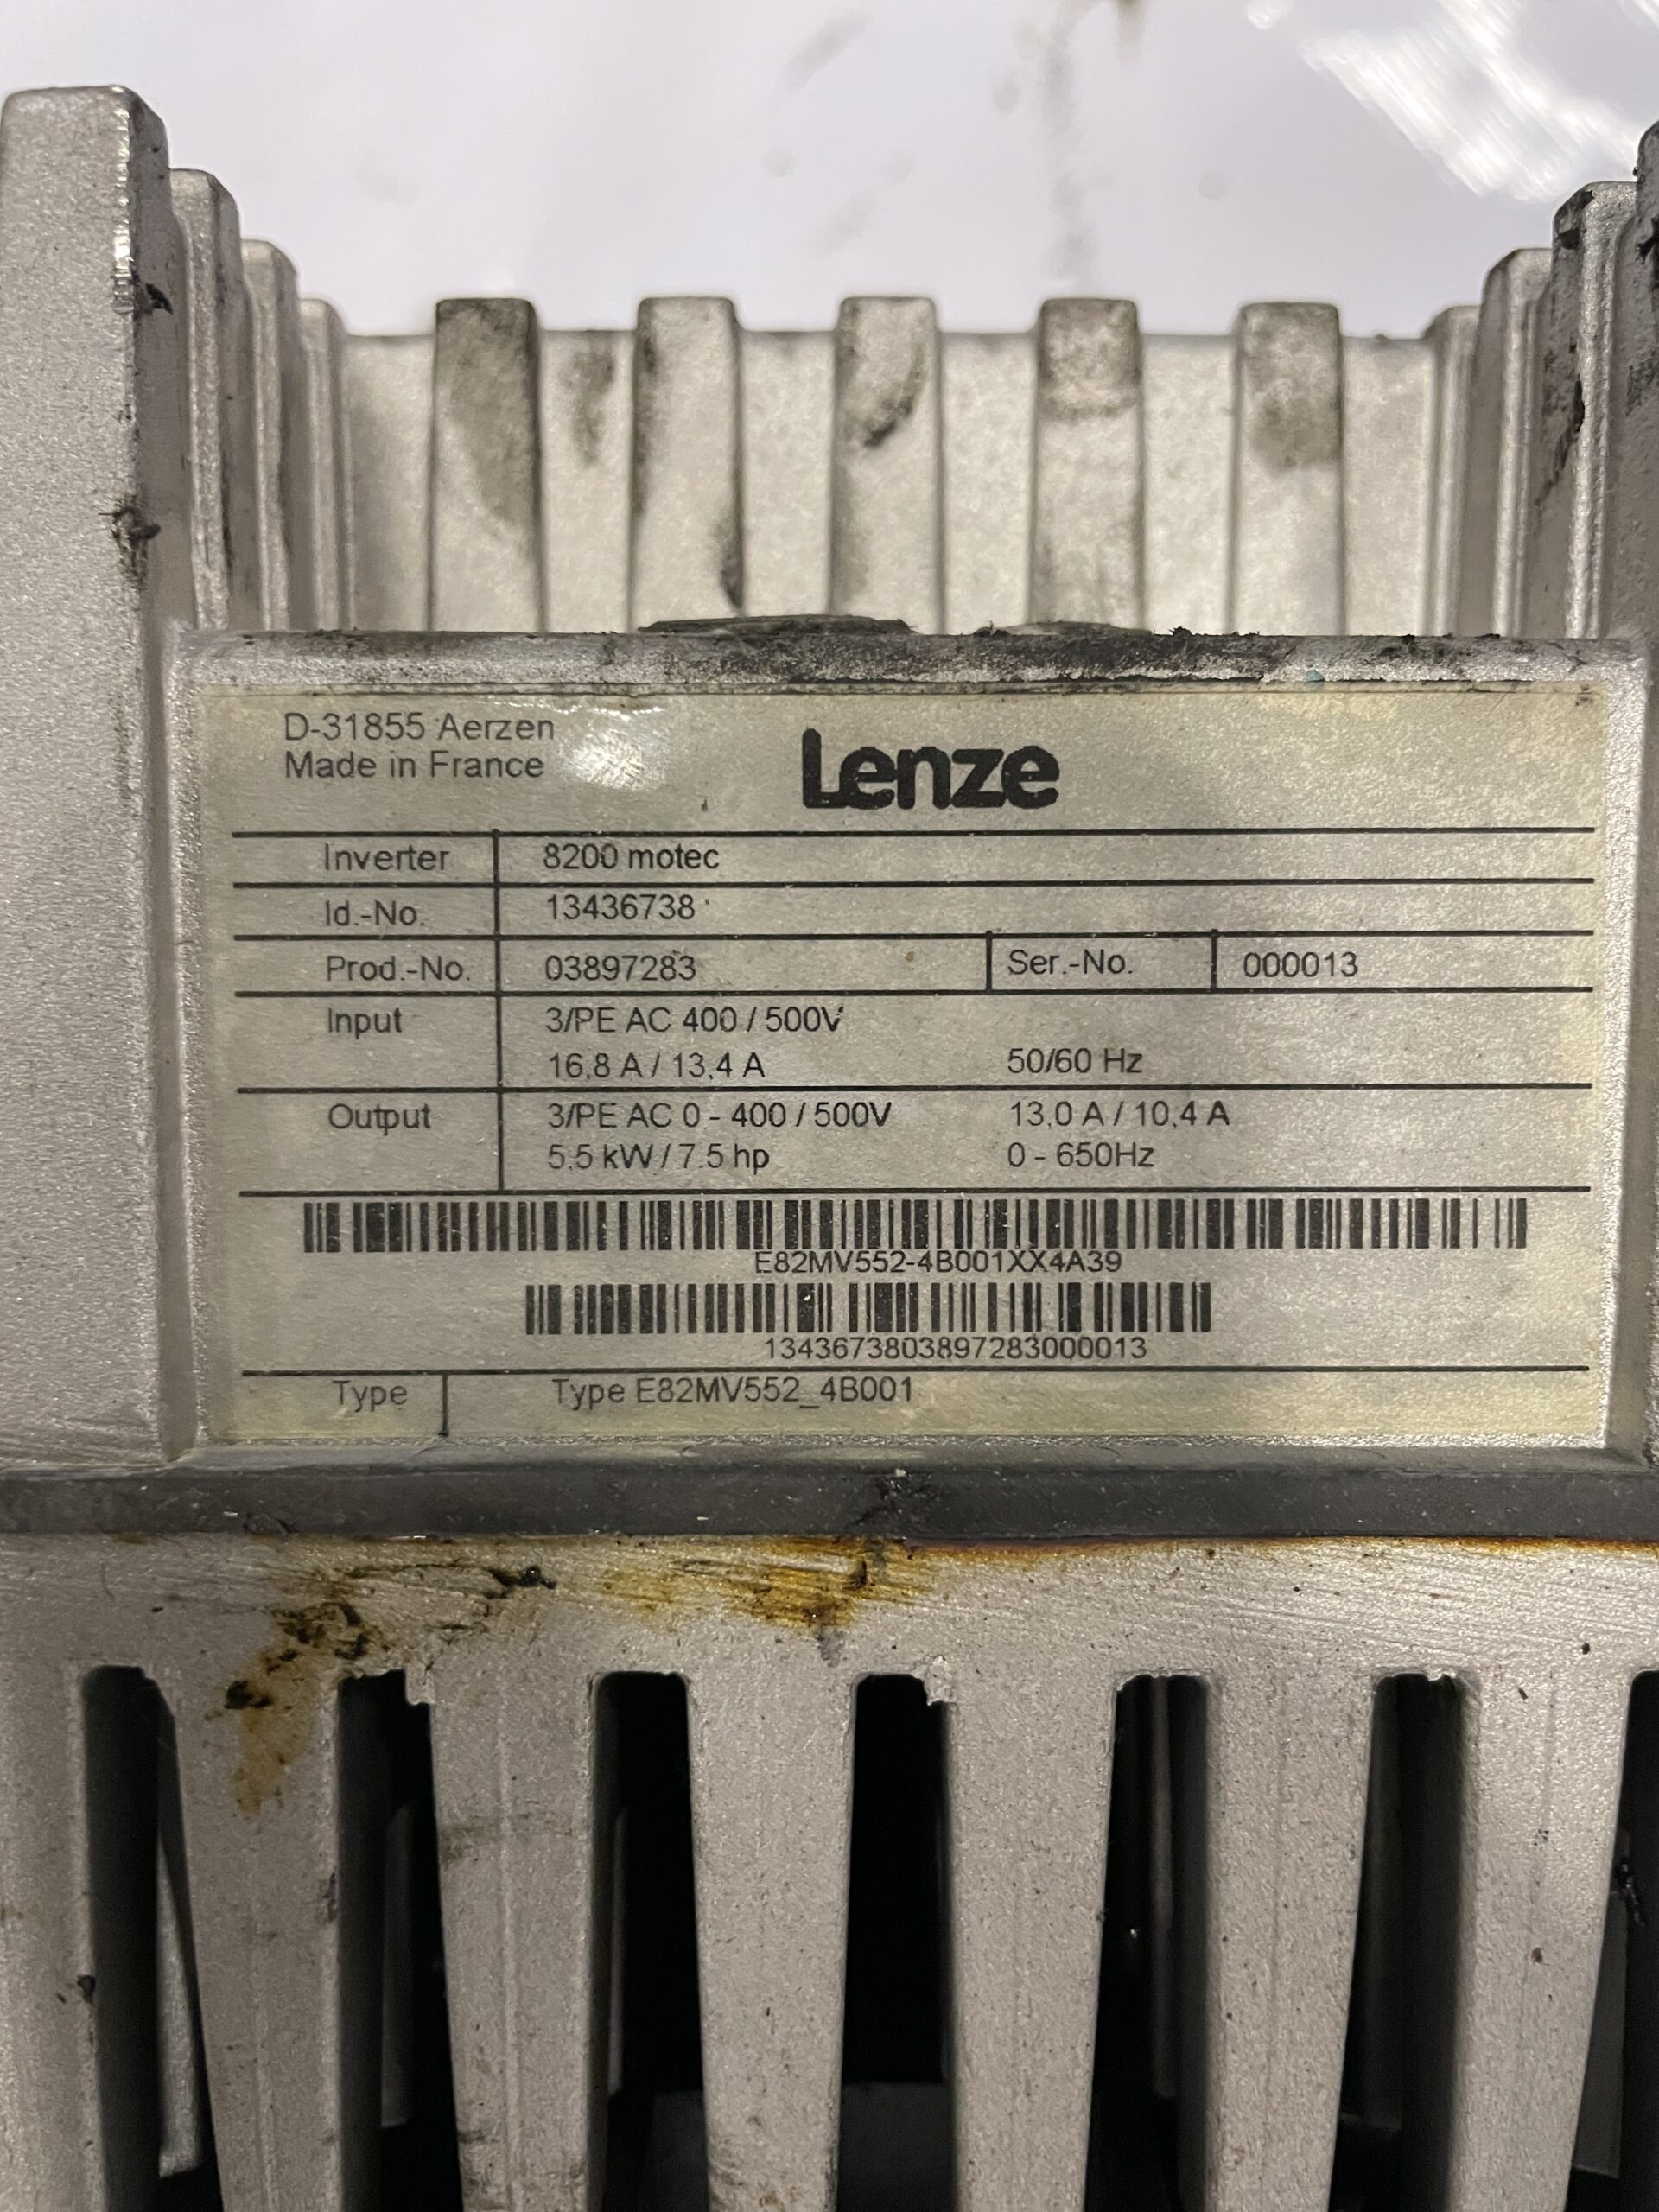 D-31855 Aerzen
Made in France
Lenze
Inverter 8200 motec
Id.-No. 13436738
Prod.-No. 03897283 Ser.-No. 000013
Input 3/PE AC 400 / 500V
16,8 A / 13,4 A 50/60 Hz
Output 3/PE AC 0 - 400 / 500V 13,0 A / 10,4 A
5.5 kW / 7.5 hp 0 - 650Hz
E82MV552-4B001XX4A39
1343673803897283000013
Type Type E82MV552_4B001